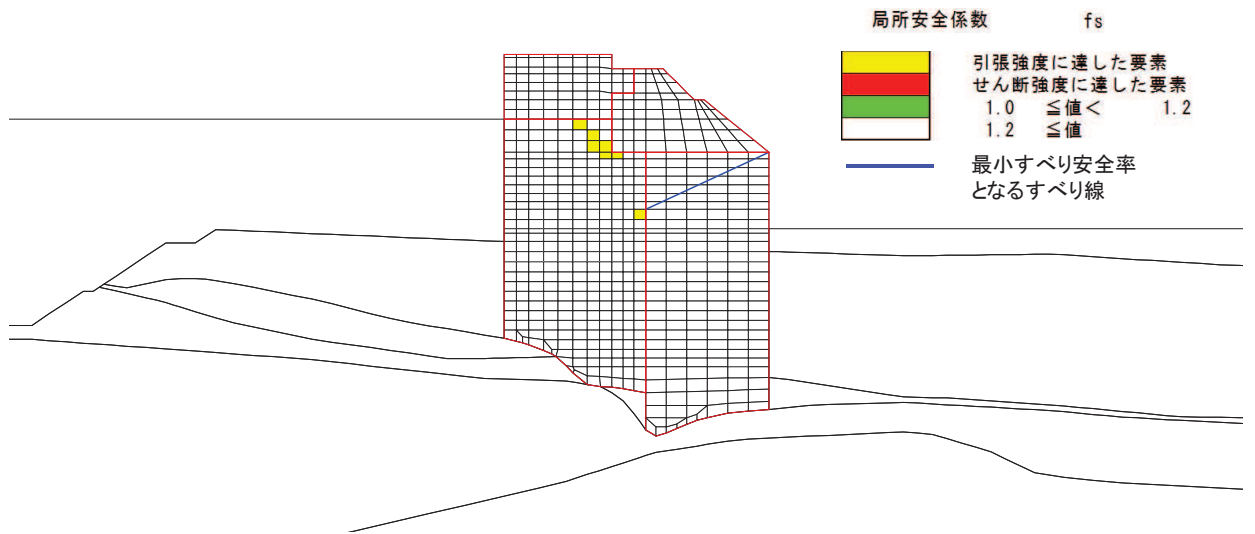 局所安全係数 fs
引張強度に達した要素
せん断強度に達した要素
1.0 ≦値< 1.2
1.2 ≦値
最小すべり安全率
となるすべり線